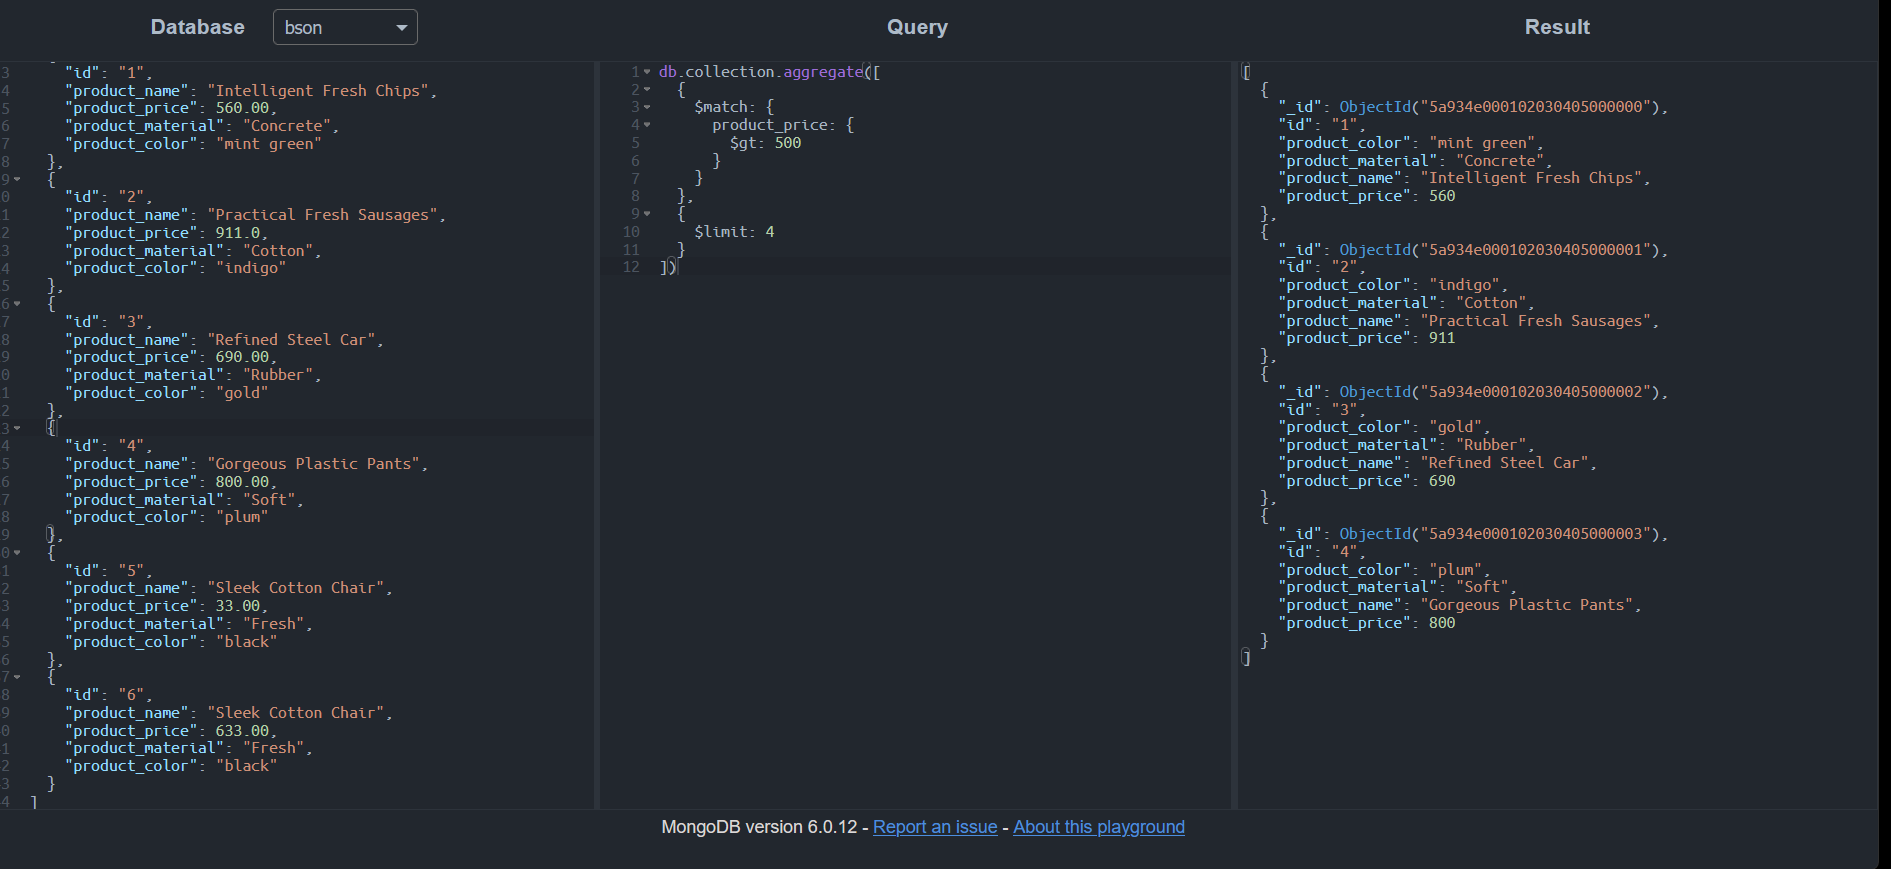 Database bson Query Result
3 "id": "1",
4 "product_name": "Intelligent Fresh Chips",
5 "product_price": 560.00,
6 "product_material": "Concrete",
7 "product_color": "mint green"
8 },
9 {
0 "id": "2",
1 "product_name": "Practical Fresh Sausages",
2 "product_price": 911.0,
3 "product_material": "Cotton",
4 "product_color": "indigo"
5 },
6 {
7 "id": "3",
8 "product_name": "Refined Steel Car",
9 "product_price": 690.00,
0 "product_material": "Rubber",
1 "product_color": "gold"
2 },
3 {
4 "id": "4",
5 "product_name": "Gorgeous Plastic Pants",
6 "product_price": 800.00,
7 "product_material": "Soft",
8 "product_color": "plum"
9 },
0 {
1 "id": "5",
2 "product_name": "Sleek Cotton Chair",
3 "product_price": 33.00,
4 "product_material": "Fresh",
5 "product_color": "black"
6 },
7 {
8 "id": "6",
9 "product_name": "Sleek Cotton Chair",
0 "product_price": 633.00,
1 "product_material": "Fresh",
2 "product_color": "black"
3 }
4 ]
1 db.collection.aggregate([
2 {
3 $match: {
4 product_price: {
5 $gt: 500
6 }
7 }
8 },
9 {
10 $limit: 4
11 }
12 ])
[
{
"_id": ObjectId("5a934e000102030405000000"),
"id": "1",
"product_color": "mint green",
"product_material": "Concrete",
"product_name": "Intelligent Fresh Chips",
"product_price": 560
},
{
"_id": ObjectId("5a934e000102030405000001"),
"id": "2",
"product_color": "indigo",
"product_material": "Cotton",
"product_name": "Practical Fresh Sausages",
"product_price": 911
},
{
"_id": ObjectId("5a934e000102030405000002"),
"id": "3",
"product_color": "gold",
"product_material": "Rubber",
"product_name": "Refined Steel Car",
"product_price": 690
},
{
"_id": ObjectId("5a934e000102030405000003"),
"id": "4",
"product_color": "plum",
"product_material": "Soft",
"product_name": "Gorgeous Plastic Pants",
"product_price": 800
}
]
MongoDB version 6.0.12 - Report an issue - About this playground